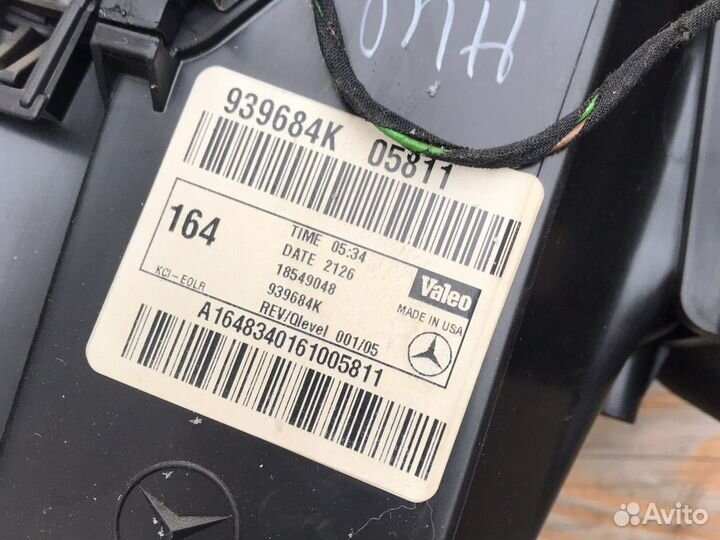 939684K 05811
164
TIME 05:34
DATE 2126
18549048
939684K
REV/Qlevel 001/05
KCI-EOLR
Valeo
MADE IN USA
A1648340161005811
Avito